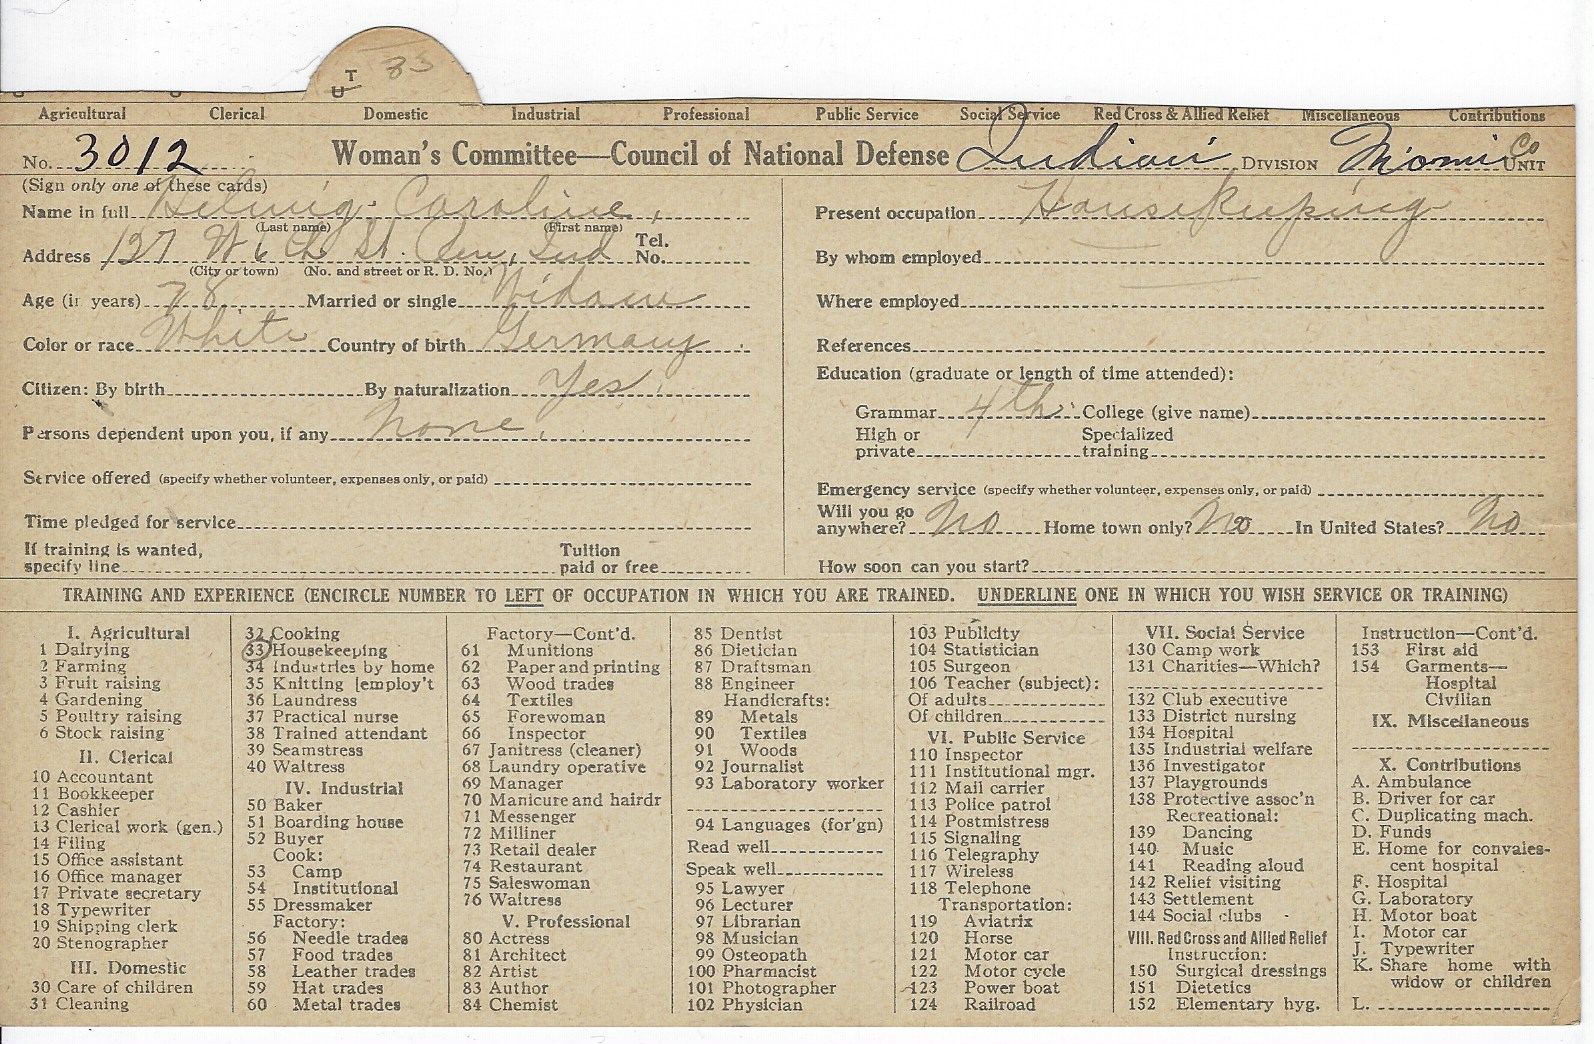 T 83
U
Agricultural Clerical Domestic Industrial Professional Public Service Social Service Red Cross & Allied Relief Miscellaneous Contributions
No. 3012 Woman's Committee—Council of National Defense Indiana DIVISION Miami Co UNIT
(Sign only one of these cards)
Name in full Helwig Caroline
(Last name) (First name)
Address 127 W 6th St. Peru, Ind Tel. No.
(City or town) (No. and street or R. D. No.)
Age (in years) 78 Married or single Widow
Color or race White Country of birth Germany
Citizen: By birth By naturalization Yes
Persons dependent upon you, if any None
Service offered (specify whether volunteer, expenses only, or paid)
Time pledged for service
If training is wanted, specify line Tuition paid or free
Present occupation Housekeeping
By whom employed
Where employed
References
Education (graduate or length of time attended):
Grammar 4th College (give name)
High or private Specialized training
Emergency service (specify whether volunteer, expenses only, or paid)
Will you go anywhere? No Home town only? No In United States? No
How soon can you start?
TRAINING AND EXPERIENCE (ENCIRCLE NUMBER TO LEFT OF OCCUPATION IN WHICH YOU ARE TRAINED. UNDERLINE ONE IN WHICH YOU WISH SERVICE OR TRAINING)
I. Agricultural
1 Dairying
2 Farming
3 Fruit raising
4 Gardening
5 Poultry raising
6 Stock raising
II. Clerical
10 Accountant
11 Bookkeeper
12 Cashier
13 Clerical work (gen.)
14 Filing
15 Office assistant
16 Office manager
17 Private secretary
18 Typewriter
19 Shipping clerk
20 Stenographer
III. Domestic
30 Care of children
31 Cleaning
32 Cooking
33 Housekeeping
34 Industries by home
35 Knitting [employ't
36 Laundress
37 Practical nurse
38 Trained attendant
39 Seamstress
40 Waitress
IV. Industrial
50 Baker
51 Boarding house
52 Buyer
Cook:
53 Camp
54 Institutional
55 Dressmaker
Factory:
56 Needle trades
57 Food trades
58 Leather trades
59 Hat trades
60 Metal trades
Factory—Cont'd.
61 Munitions
62 Paper and printing
63 Wood trades
64 Textiles
65 Forewoman
66 Inspector
67 Janitress (cleaner)
68 Laundry operative
69 Manager
70 Manicure and hairdr
71 Messenger
72 Milliner
73 Retail dealer
74 Restaurant
75 Saleswoman
76 Waitress
V. Professional
80 Actress
81 Architect
82 Artist
83 Author
84 Chemist
85 Dentist
86 Dietician
87 Draftsman
88 Engineer
Handicrafts:
89 Metals
90 Textiles
91 Woods
92 Journalist
93 Laboratory worker
94 Languages (for'gn)
Read well
Speak well
95 Lawyer
96 Lecturer
97 Librarian
98 Musician
99 Osteopath
100 Pharmacist
101 Photographer
102 Physician
103 Publicity
104 Statistician
105 Surgeon
106 Teacher (subject):
Of adults
Of children
VI. Public Service
110 Inspector
111 Institutional mgr.
112 Mail carrier
113 Police patrol
114 Postmistress
115 Signaling
116 Telegraphy
117 Wireless
118 Telephone
Transportation:
119 Aviatrix
120 Horse
121 Motor car
122 Motor cycle
123 Power boat
124 Railroad
VII. Social Service
130 Camp work
131 Charities—Which?
132 Club executive
133 District nursing
134 Hospital
135 Industrial welfare
136 Investigator
137 Playgrounds
138 Protective assoc'n
Recreational:
139 Dancing
140 Music
141 Reading aloud
142 Relief visiting
143 Settlement
144 Social clubs
VIII. Red Cross and Allied Relief
Instruction:
150 Surgical dressings
151 Dietetics
152 Elementary hyg.
Instruction—Cont'd.
153 First aid
154 Garments—
Hospital
Civilian
IX. Miscellaneous
X. Contributions
A. Ambulance
B. Driver for car
C. Duplicating mach.
D. Funds
E. Home for convales-
cent hospital
F. Hospital
G. Laboratory
H. Motor boat
I. Motor car
J. Typewriter
K. Share home with
widow or children
L.